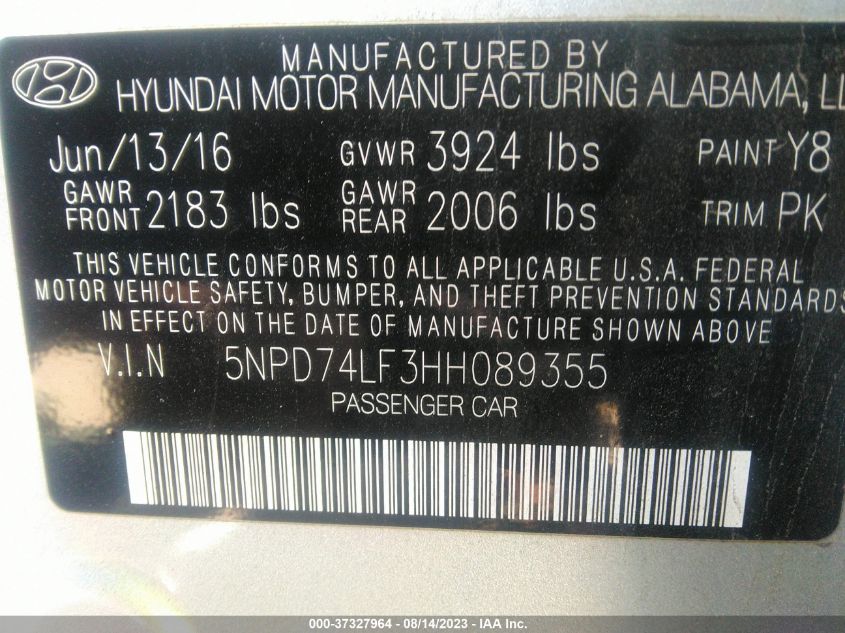 MANUFACTURED BY
HYUNDAI MOTOR MANUFACTURING ALABAMA, LL
Jun/13/16 GVWR 3924 lbs PAINT Y8
GAWR FRONT 2183 lbs GAWR REAR 2006 lbs TRIM PK
THIS VEHICLE CONFORMS TO ALL APPLICABLE U.S.A. FEDERAL
MOTOR VEHICLE SAFETY, BUMPER, AND THEFT PREVENTION STANDARDS
IN EFFECT ON THE DATE OF MANUFACTURE SHOWN ABOVE
V.I.N 5NPD74LF3HH089355
PASSENGER CAR
000-37327964 - 08/14/2023 - IAA Inc.